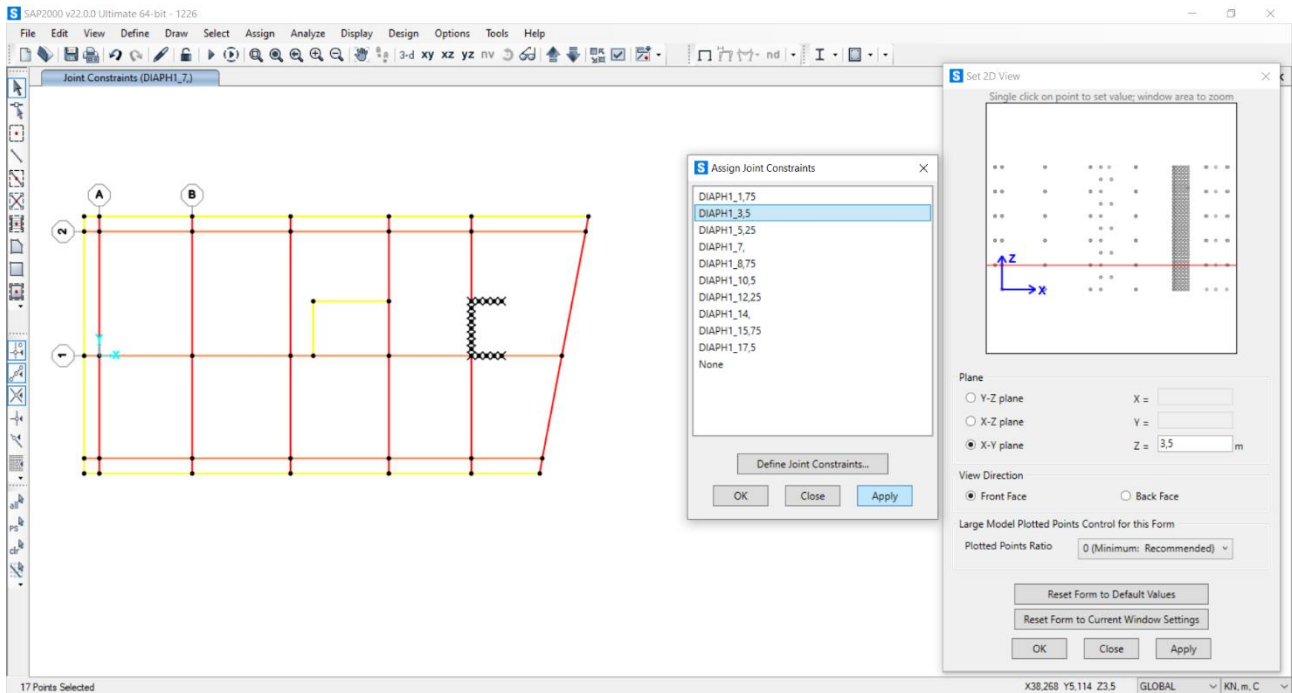 SAP2000 v22.0.0 Ultimate 64-bit - 1226
File Edit View Define Draw Select Assign Analyze Display Design Options Tools Help
3-d xy xz yz nv nd
Joint Constraints (DIAPH1_7,)
A B
2
1
X
Assign Joint Constraints
DIAPH1_1,75
DIAPH1_3,5
DIAPH1_5,25
DIAPH1_7,
DIAPH1_8,75
DIAPH1_10,5
DIAPH1_12,25
DIAPH1_14,
DIAPH1_15,75
DIAPH1_17,5
None
Define Joint Constraints...
OK Close Apply
Set 2D View
Single click on point to set value; window area to zoom
Z
X
Plane
Y-Z plane X =
X-Z plane Y =
X-Y plane Z = 3,5 m
View Direction
Front Face Back Face
Large Model Plotted Points Control for this Form
Plotted Points Ratio 0 (Minimum: Recommended)
Reset Form to Default Values
Reset Form to Current Window Settings
OK Close Apply
all
PS
clr
17 Points Selected X38,268 Y5,114 Z3,5 GLOBAL KN, m, C